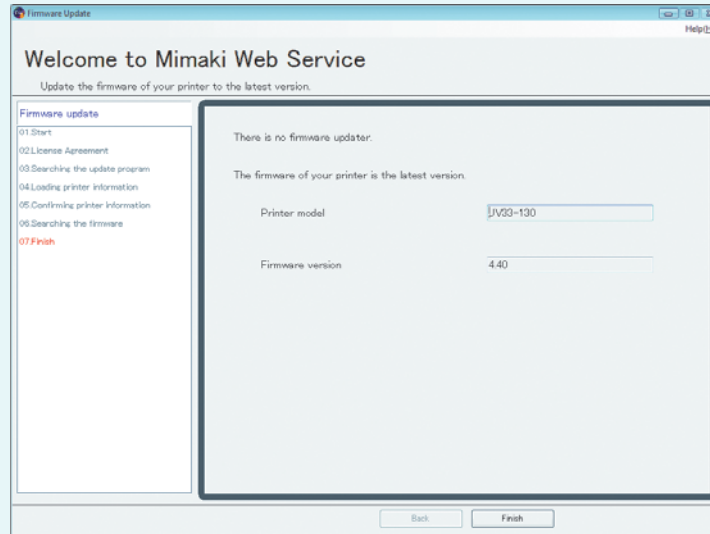 Firmware Update
Help(
Welcome to Mimaki Web Service
Update the firmware of your printer to the latest version.
Firmware update
01.Start
02.License Agreement
03.Searching the update program
04.Loading printer information
05.Confirming printer information
06.Searching the firmware
07.Finish
There is no firmware updater.
The firmware of your printer is the latest version.
Printer model
JV33-130
Firmware version
4.40
Back
Finish